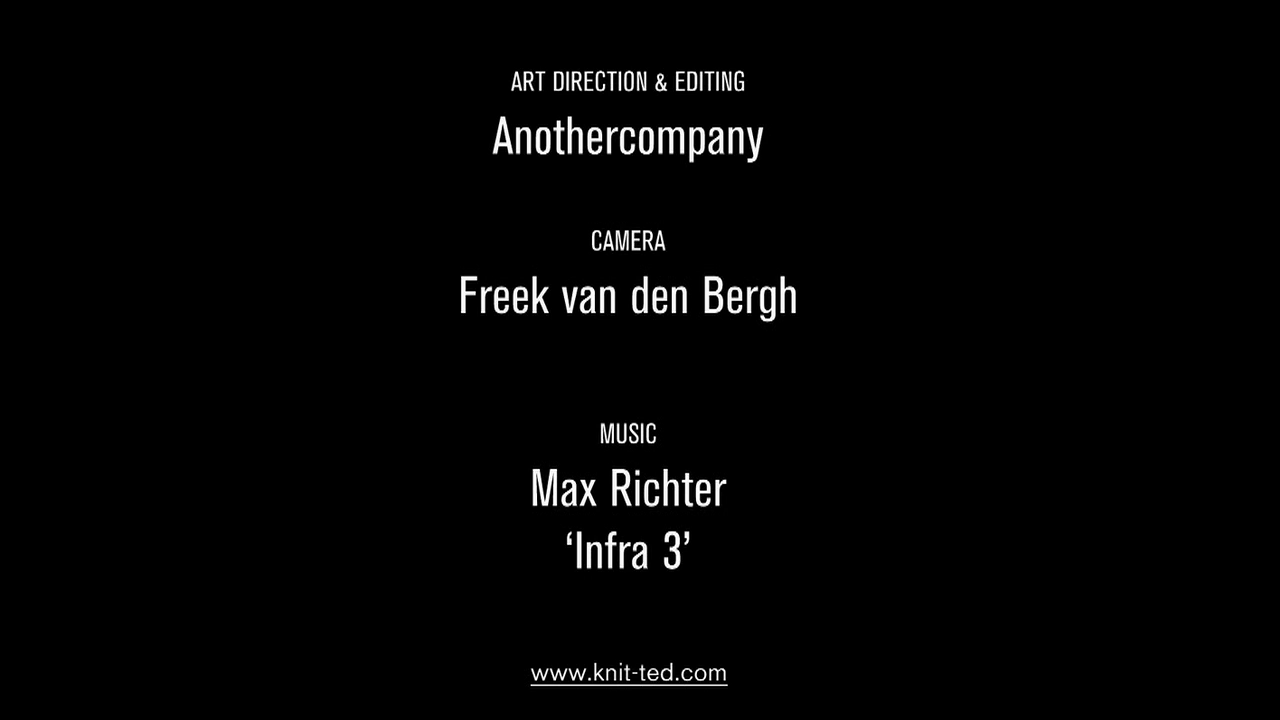 ART DIRECTION & EDITING
Anothercompany
CAMERA
Freek van den Bergh
MUSIC
Max Richter
‘Infra 3’
www.knit-ted.com